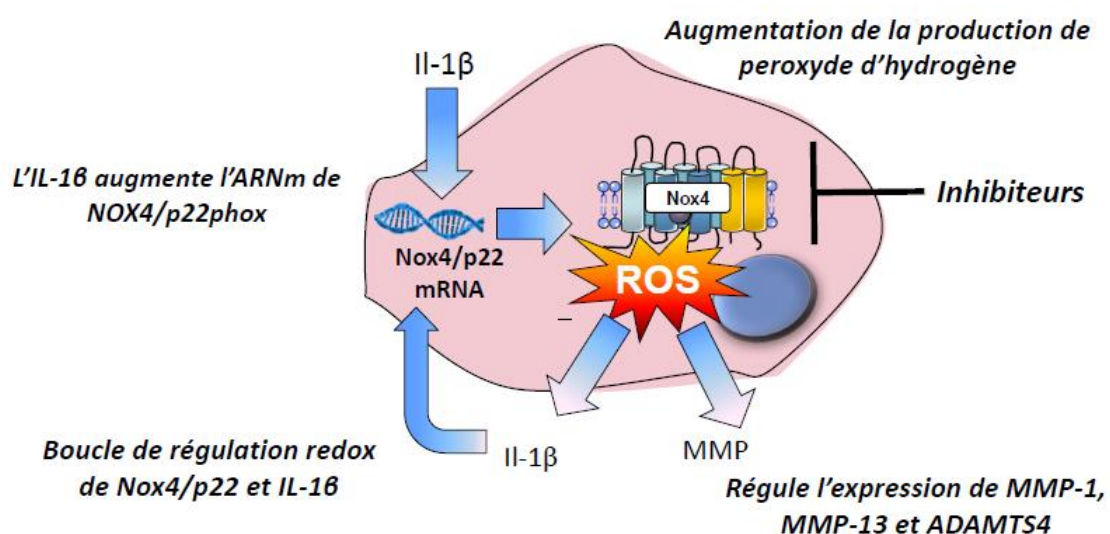 Augmentation de la production de
peroxyde d'hydrogène
Il-1β
L'IL-1β augmente l'ARNm de
NOX4/p22phox
Nox4
Inhibiteurs
Nox4/p22
mRNA
ROS
–
Boucle de régulation redox
de Nox4/p22 et IL-1β
Il-1β
MMP
Régule l'expression de MMP-1,
MMP-13 et ADAMTS4